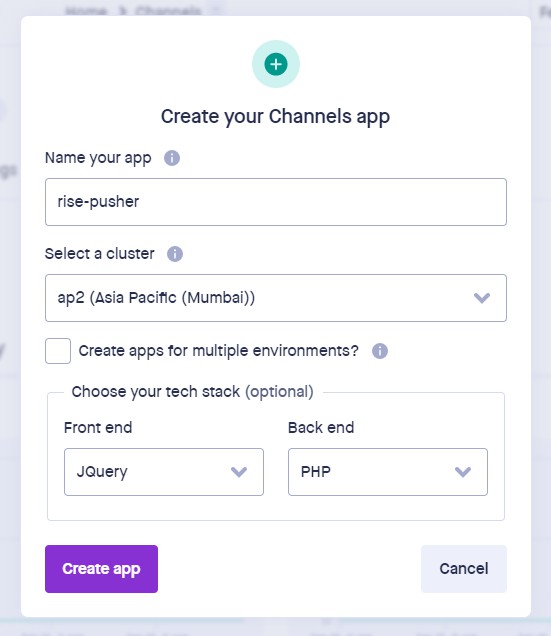 Home > Channels
Create your Channels app
Name your app
rise-pusher
Select a cluster
ap2 (Asia Pacific (Mumbai))
Create apps for multiple environments?
Choose your tech stack (optional)
Front end
Back end
JQuery
PHP
Create app
Cancel